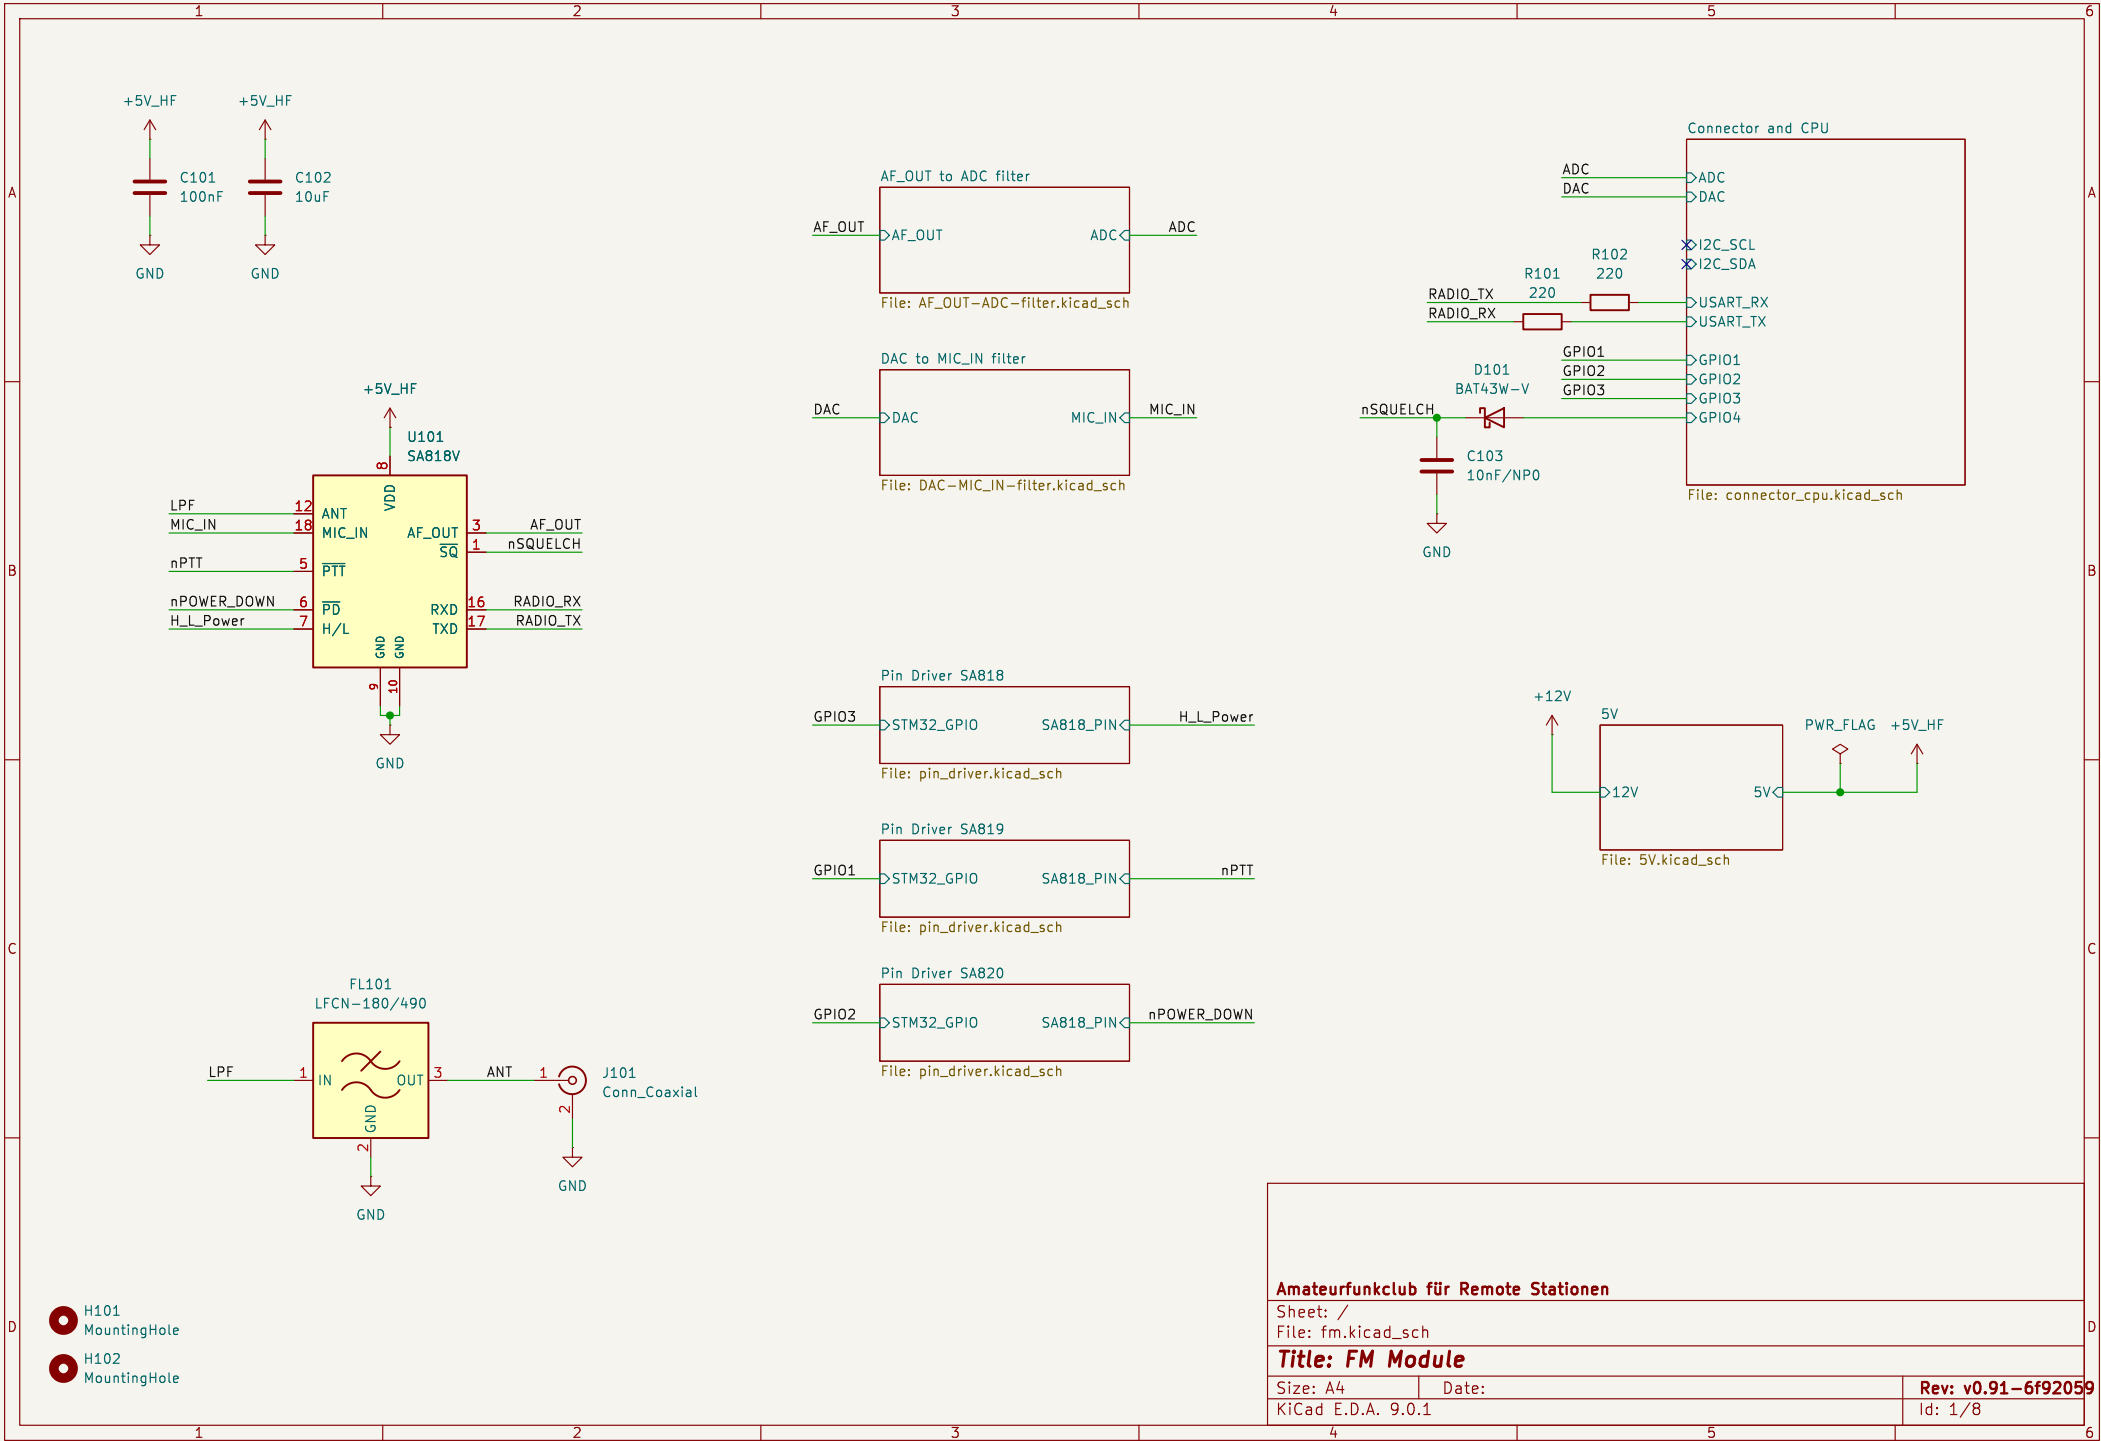 1 2 3 4 5 6
A
B
C
D
A
B
C
D
1 2 3 4 5 6
+5V_HF
C101
100nF
GND
+5V_HF
C102
10uF
GND
+5V_HF
U101
SA818V
8
VDD
LPF
12
ANT
MIC_IN
18
MIC_IN
nPTT
5
PTT
nPOWER_DOWN
6
PD
H_L_Power
7
H/L
AF_OUT
3
AF_OUT
SQ
1
nSQUELCH
RXD
16
RADIO_RX
TXD
17
RADIO_TX
GND
GND
9
10
GND
FL101
LFCN-180/490
LPF
1
IN
OUT
3
GND
2
GND
ANT
1
2
J101
Conn_Coaxial
GND
H101
MountingHole
H102
MountingHole
AF_OUT to ADC filter
AF_OUT
AF_OUT
ADC
ADC
File: AF_OUT-ADC-filter.kicad_sch
DAC to MIC_IN filter
DAC
DAC
MIC_IN
MIC_IN
File: DAC-MIC_IN-filter.kicad_sch
Pin Driver SA818
GPIO3
STM32_GPIO
SA818_PIN
H_L_Power
File: pin_driver.kicad_sch
Pin Driver SA819
GPIO1
STM32_GPIO
SA818_PIN
nPTT
File: pin_driver.kicad_sch
Pin Driver SA820
GPIO2
STM32_GPIO
SA818_PIN
nPOWER_DOWN
File: pin_driver.kicad_sch
Connector and CPU
ADC
ADC
DAC
DAC
I2C_SCL
I2C_SDA
R102
220
R101
220
RADIO_TX
USART_RX
RADIO_RX
USART_TX
GPIO1
GPIO1
GPIO2
GPIO2
GPIO3
GPIO3
D101
BAT43W-V
nSQUELCH
GPIO4
C103
10nF/NP0
GND
File: connector_cpu.kicad_sch
+12V
5V
12V
5V
PWR_FLAG
+5V_HF
File: 5V.kicad_sch
Amateurfunkclub für Remote Stationen
Sheet: /
File: fm.kicad_sch
Title: FM Module
Size: A4
Date:
Rev: v0.91-6f92059
KiCad E.D.A. 9.0.1
Id: 1/8